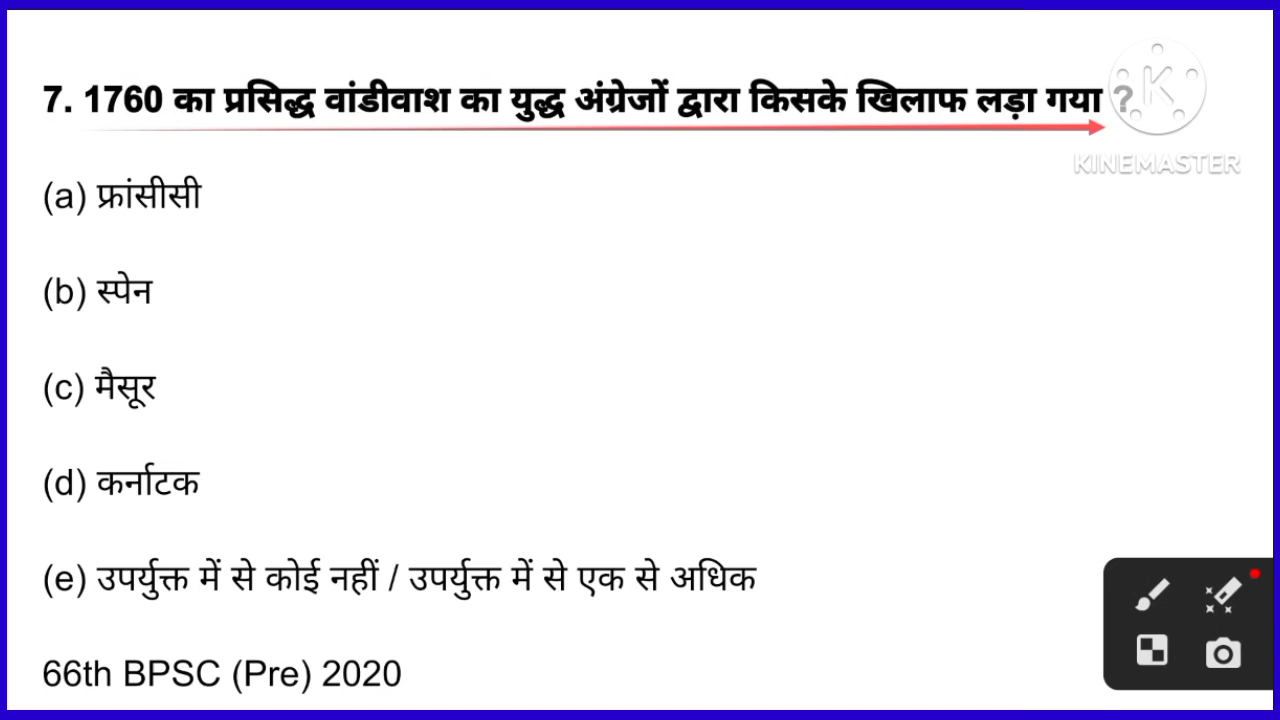 7. 1760 का प्रसिद्ध वांडीवाश का युद्ध अंग्रेजों द्वारा किसके खिलाफ लड़ा गया ?
KINEMASTER
(a) फ्रांसीसी
(b) स्पेन
(c) मैसूर
(d) कर्नाटक
(e) उपर्युक्त में से कोई नहीं / उपर्युक्त में से एक से अधिक
66th BPSC (Pre) 2020